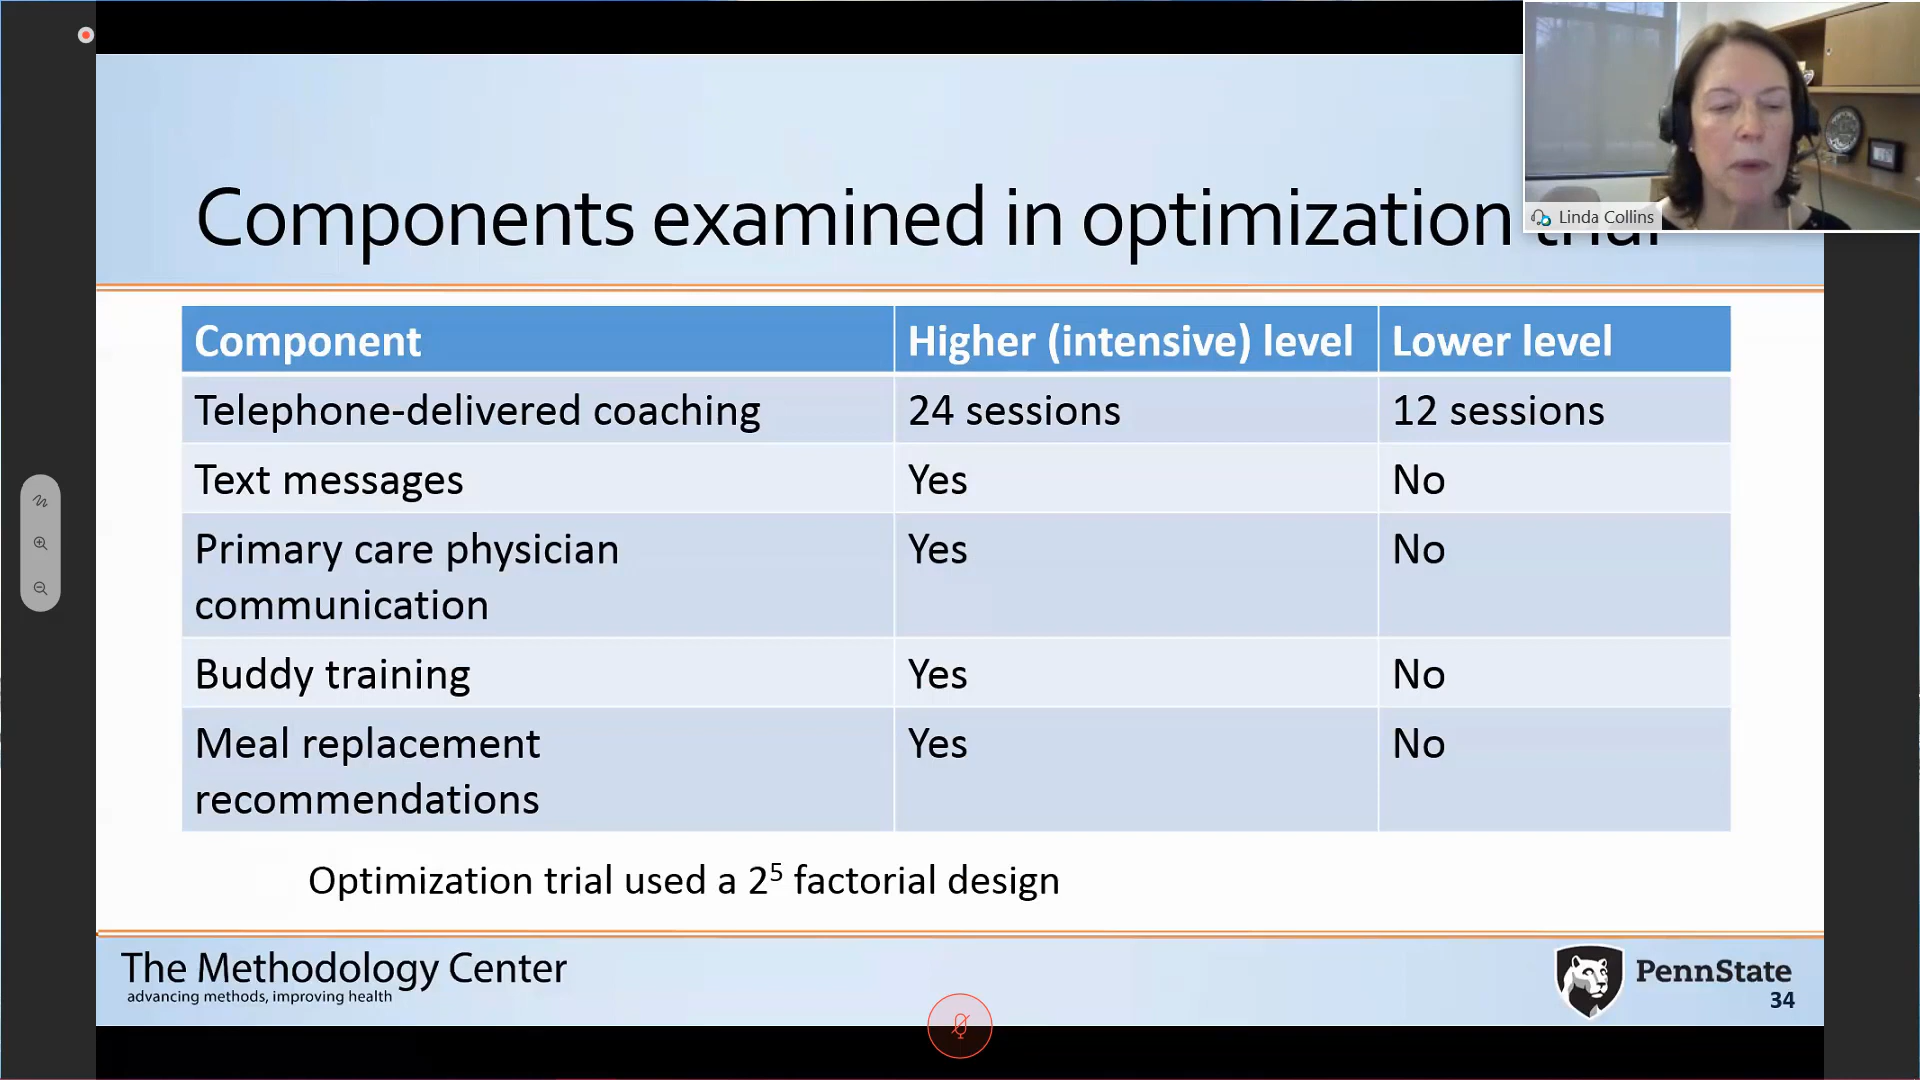 Components examined in optimization trial
Linda Collins
Component Higher (intensive) level Lower level
Telephone-delivered coaching 24 sessions 12 sessions
Text messages Yes No
Primary care physician Yes No
communication
Buddy training Yes No
Meal replacement Yes No
recommendations
Optimization trial used a 2⁵ factorial design
The Methodology Center
advancing methods, improving health
PennState
34